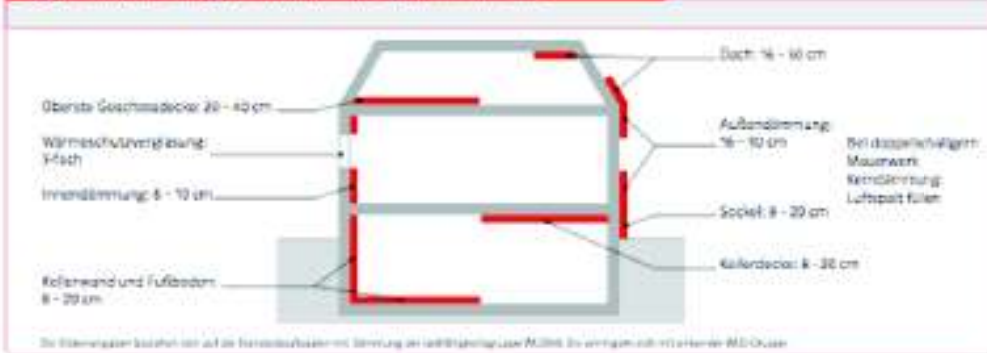 Oberste Geschossdecke: 20 - 40 cm
Wärmeschutzverglasung:
3-fach
Innendämmung: 6 - 10 cm
Kellerwand und Fußboden:
8 - 20 cm
Dach: 16 - 30 cm
Außendämmung:
16 - 30 cm
Bei doppelschaligem
Mauerwerk
Kerndämmung:
Luftspalt füllen
Sockel: 8 - 20 cm
Kellerdecke: 8 - 20 cm